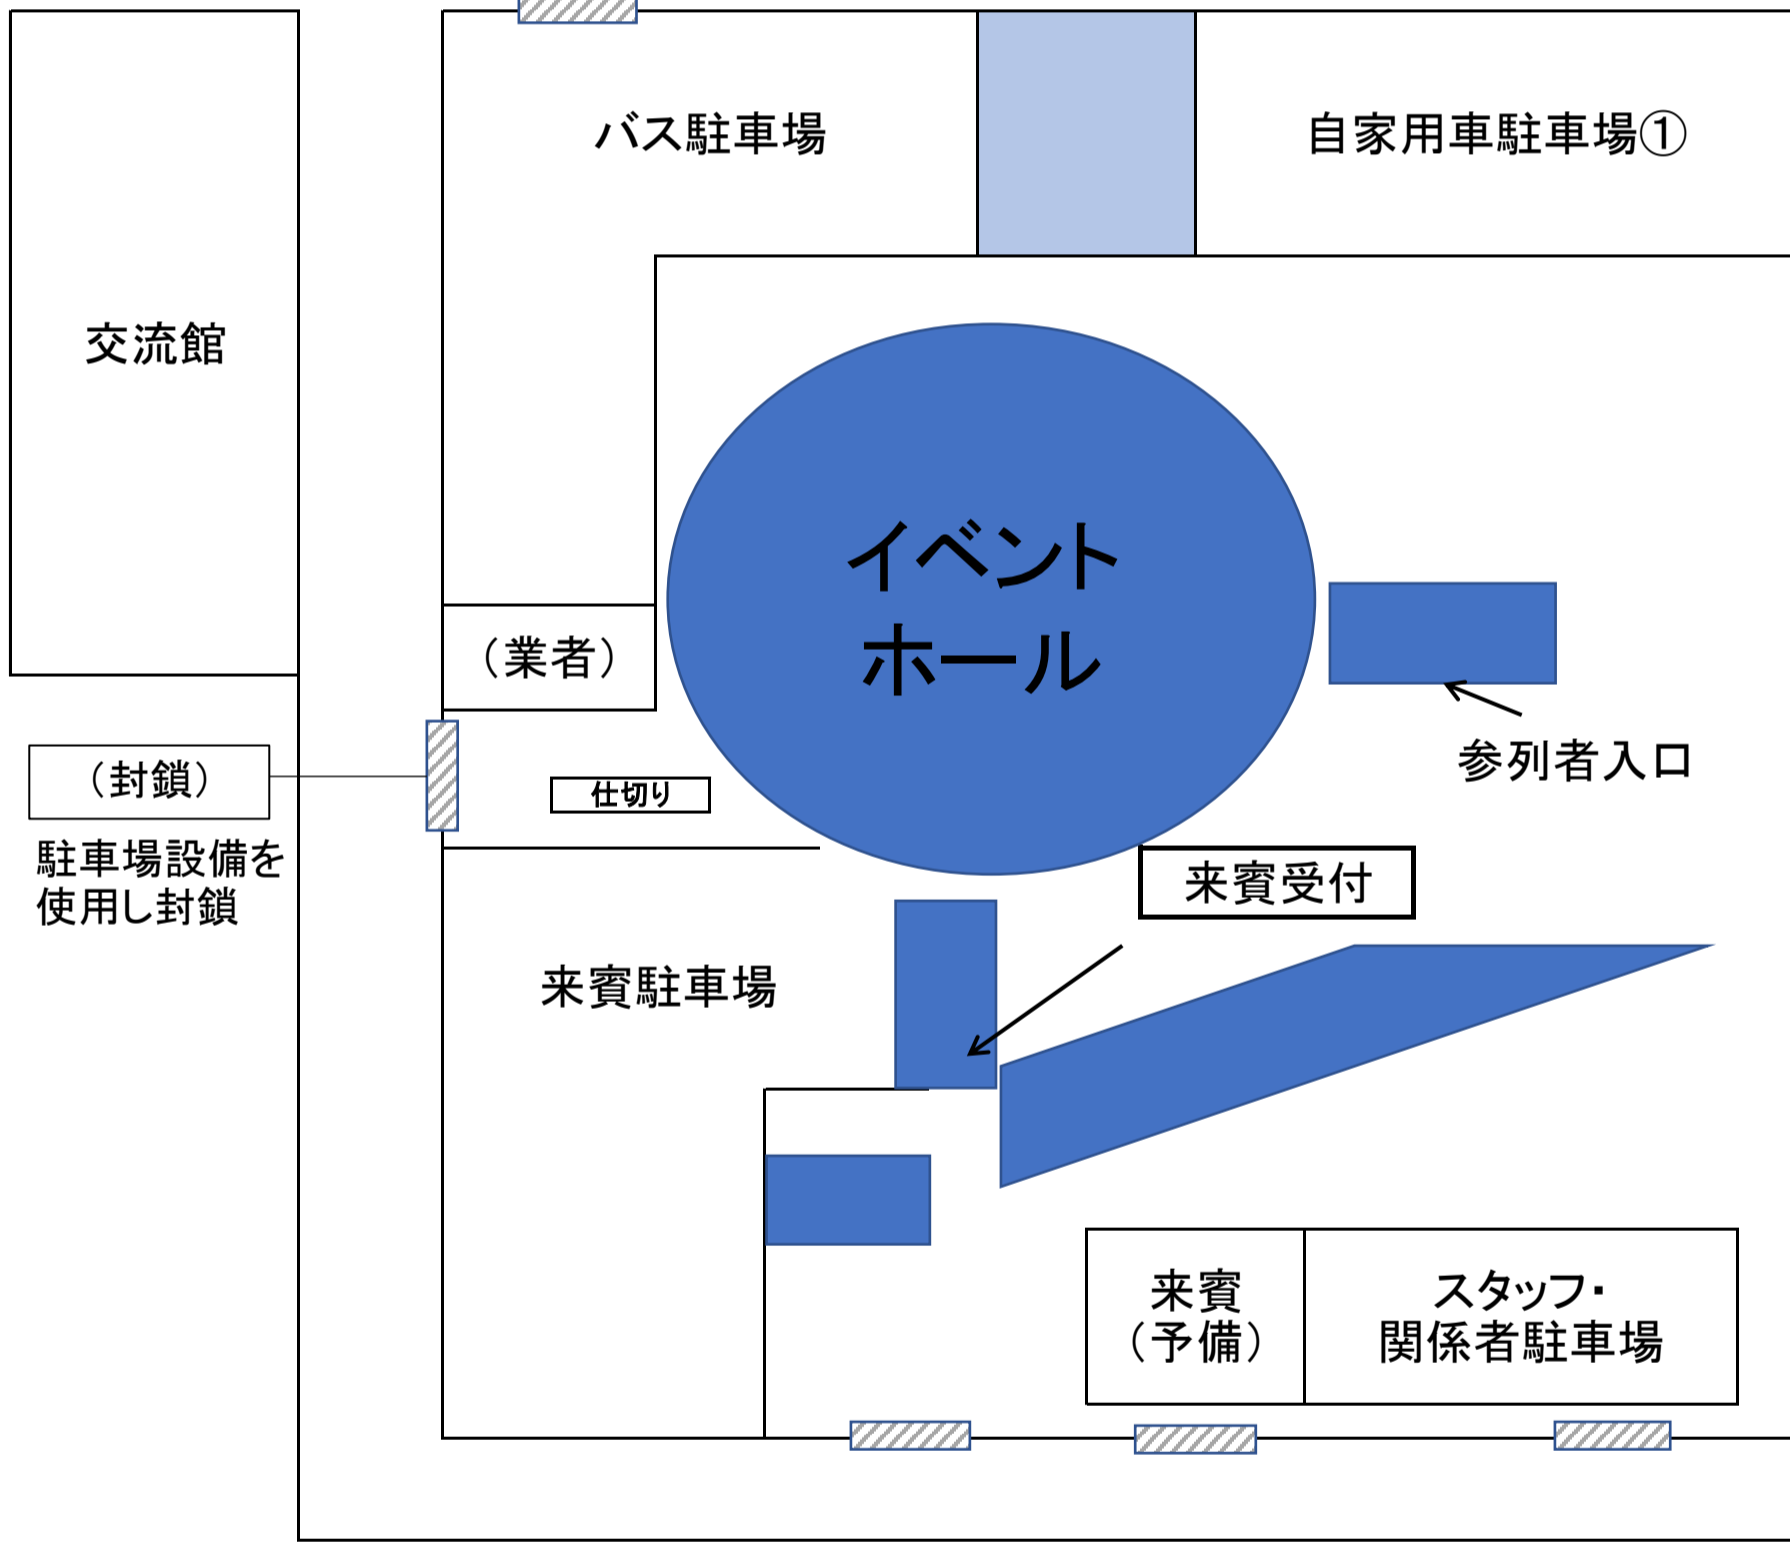 バス駐車場
自家用車駐車場①
交流館
イベント
ホール
（業者）
参列者入口
（封鎖）
仕切り
駐車場設備を
使用し封鎖
来賓受付
来賓駐車場
来賓
（予備）
スタッフ・
関係者駐車場